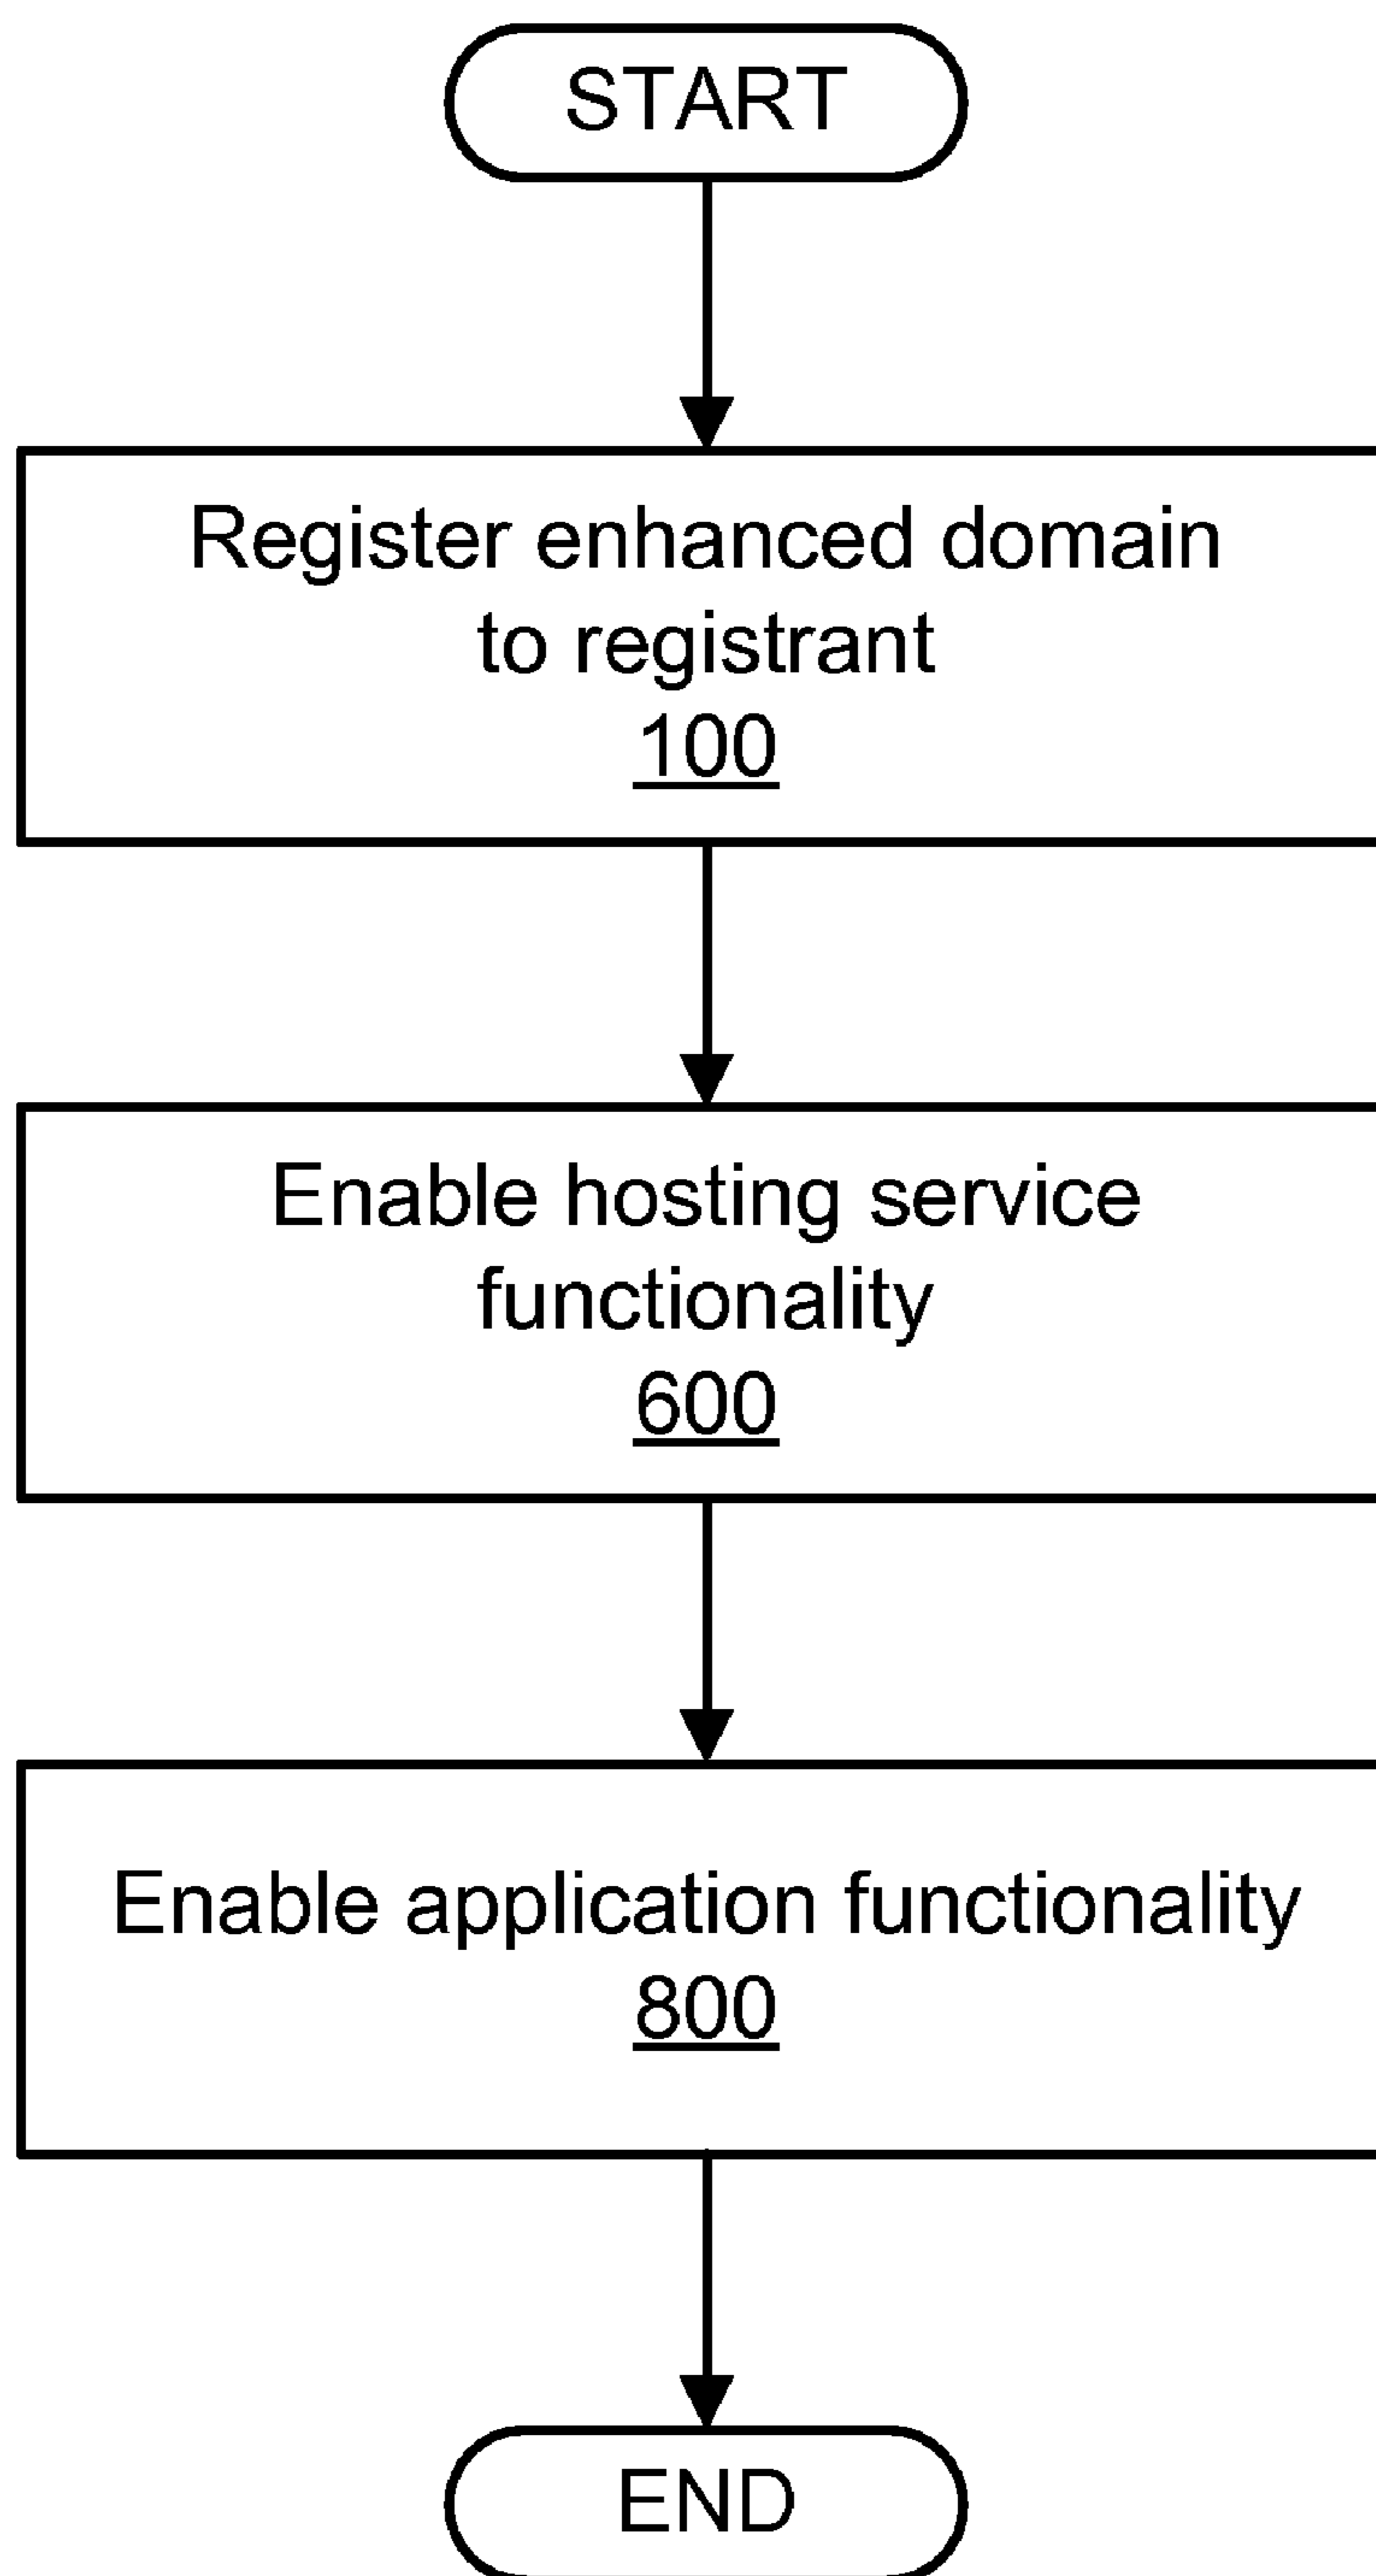 START
Register enhanced domain
to registrant
100
Enable hosting service
functionality
600
Enable application functionality
800
END